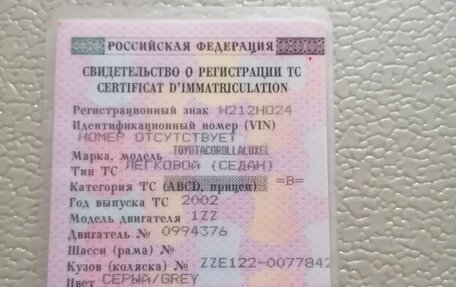 РОССИЙСКАЯ ФЕДЕРАЦИЯ
СВИДЕТЕЛЬСТВО О РЕГИСТРАЦИИ ТС
CERTIFICAT D'IMMATRICULATION
Регистрационный знак Н212НО24
Идентификационный номер (VIN)
НОМЕР ОТСУТСТВУЕТ
Марка, модель TOYOTACOROLLALUXEL
Тип ТС ЛЕГКОВОЙ (СЕДАН)
Категория ТС (ABCD, прицеп) =B=
Год выпуска ТС 2002
Модель двигателя 1ZZ
Двигатель № 0994376
Шасси (рама) №
Кузов (коляска) № ZZE122-0077842
Цвет СЕРЫЙ/GREY